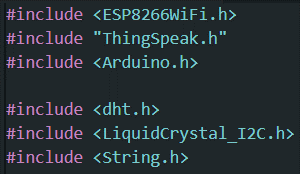 #include <ESP8266WiFi.h>
#include "ThingSpeak.h"
#include <Arduino.h>
#include <dht.h>
#include <LiquidCrystal_I2C.h>
#include <String.h>